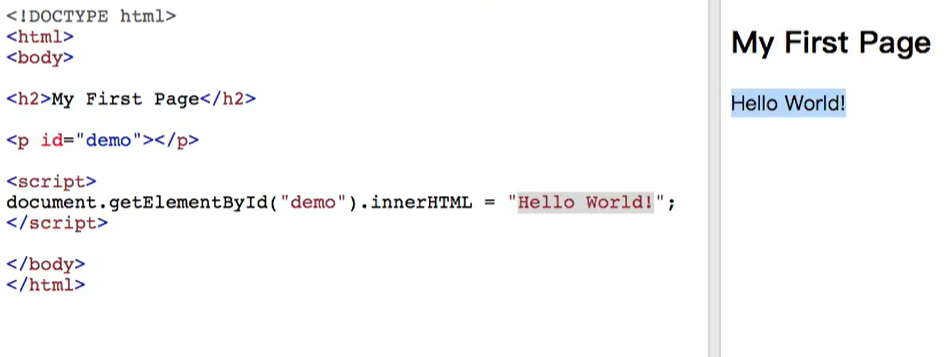 <!DOCTYPE html>
<html>
<body>
<h2>My First Page</h2>
<p id="demo"></p>
<script>
document.getElementById("demo").innerHTML = "Hello World!";
</script>
</body>
</html>
My First Page
Hello World!